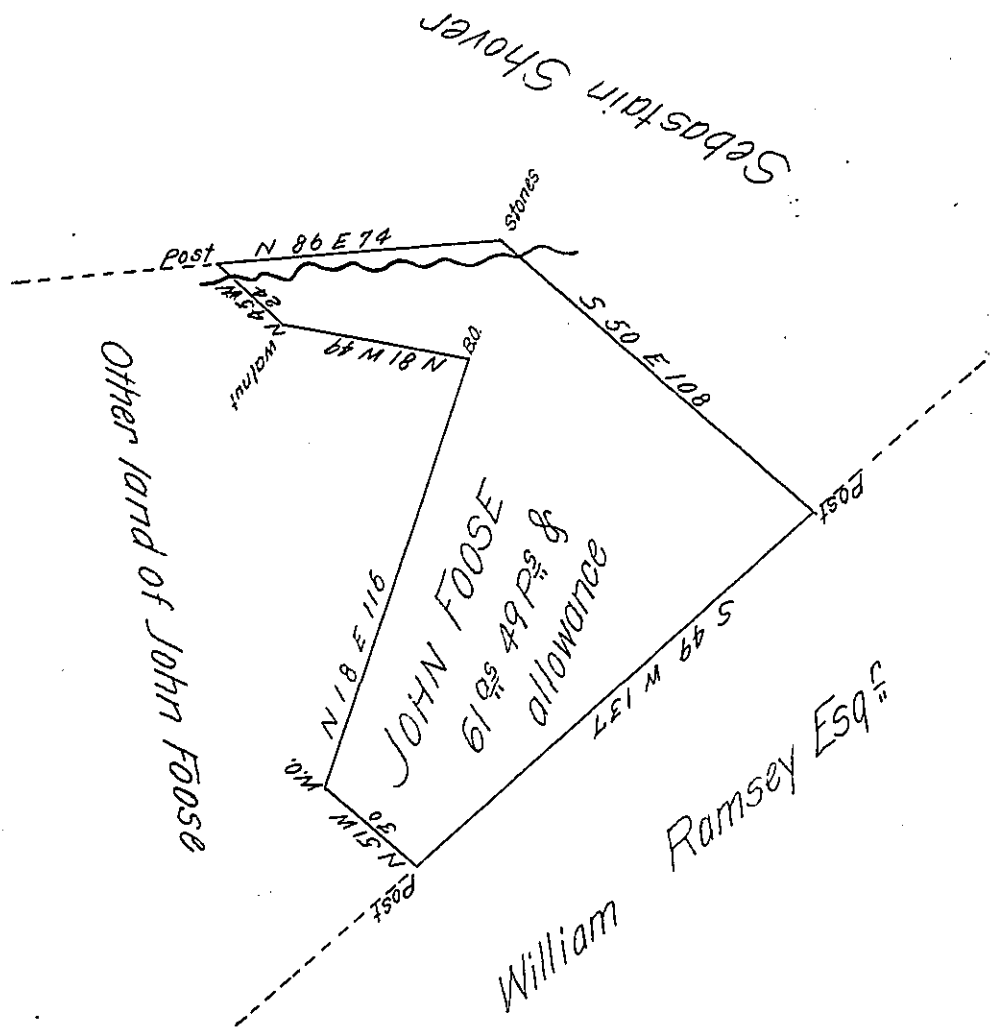 Sebastain Shover
stones
Post
N 86 E 74
N 45 W
24
walnut
N 81 W 49
B.O.
S 50 E 108
Post
Other land of John Foose
N 18 E 116
JOHN FOOSE
61 as 49 Ps &
allowance
S 49 W 137
W.O.
N 51 W
30
Post
William Ramsey Esqr